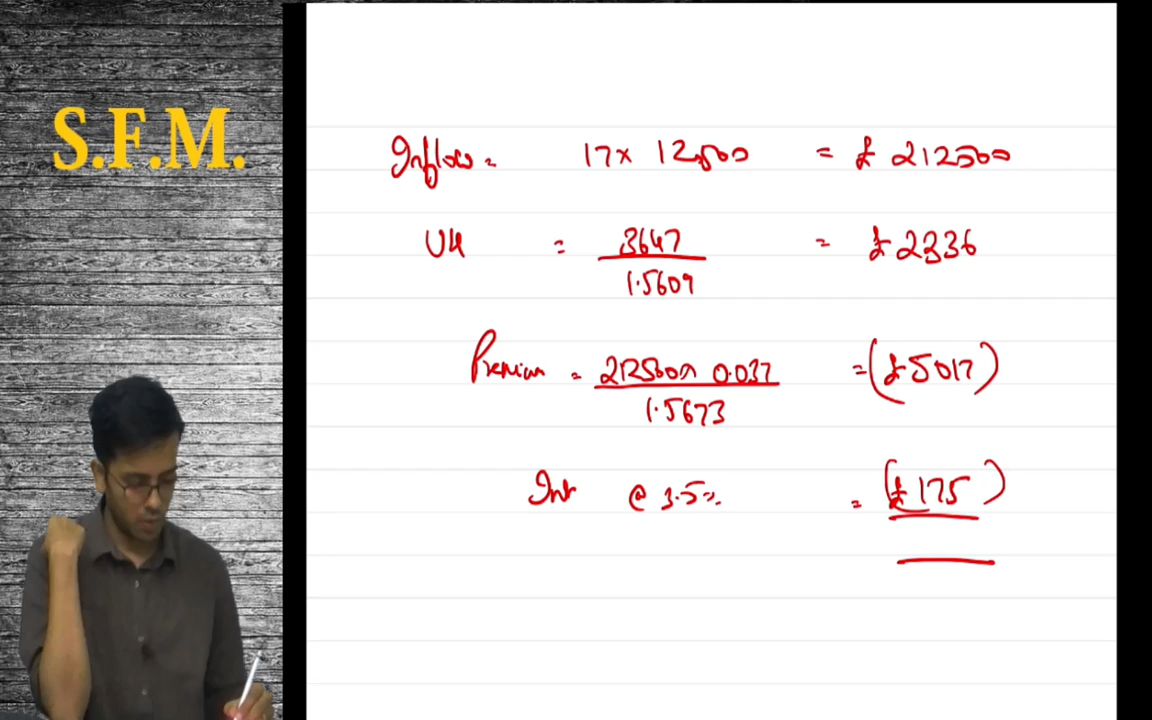 S.F.M.
Inflow = 17 x 12500 = £ 212500
UH = 3647 / 1.5609 = £2336
Premium = 212500 x 0.037 / 1.5673 = (£5017)
Int @ 3.5%. = (£175)